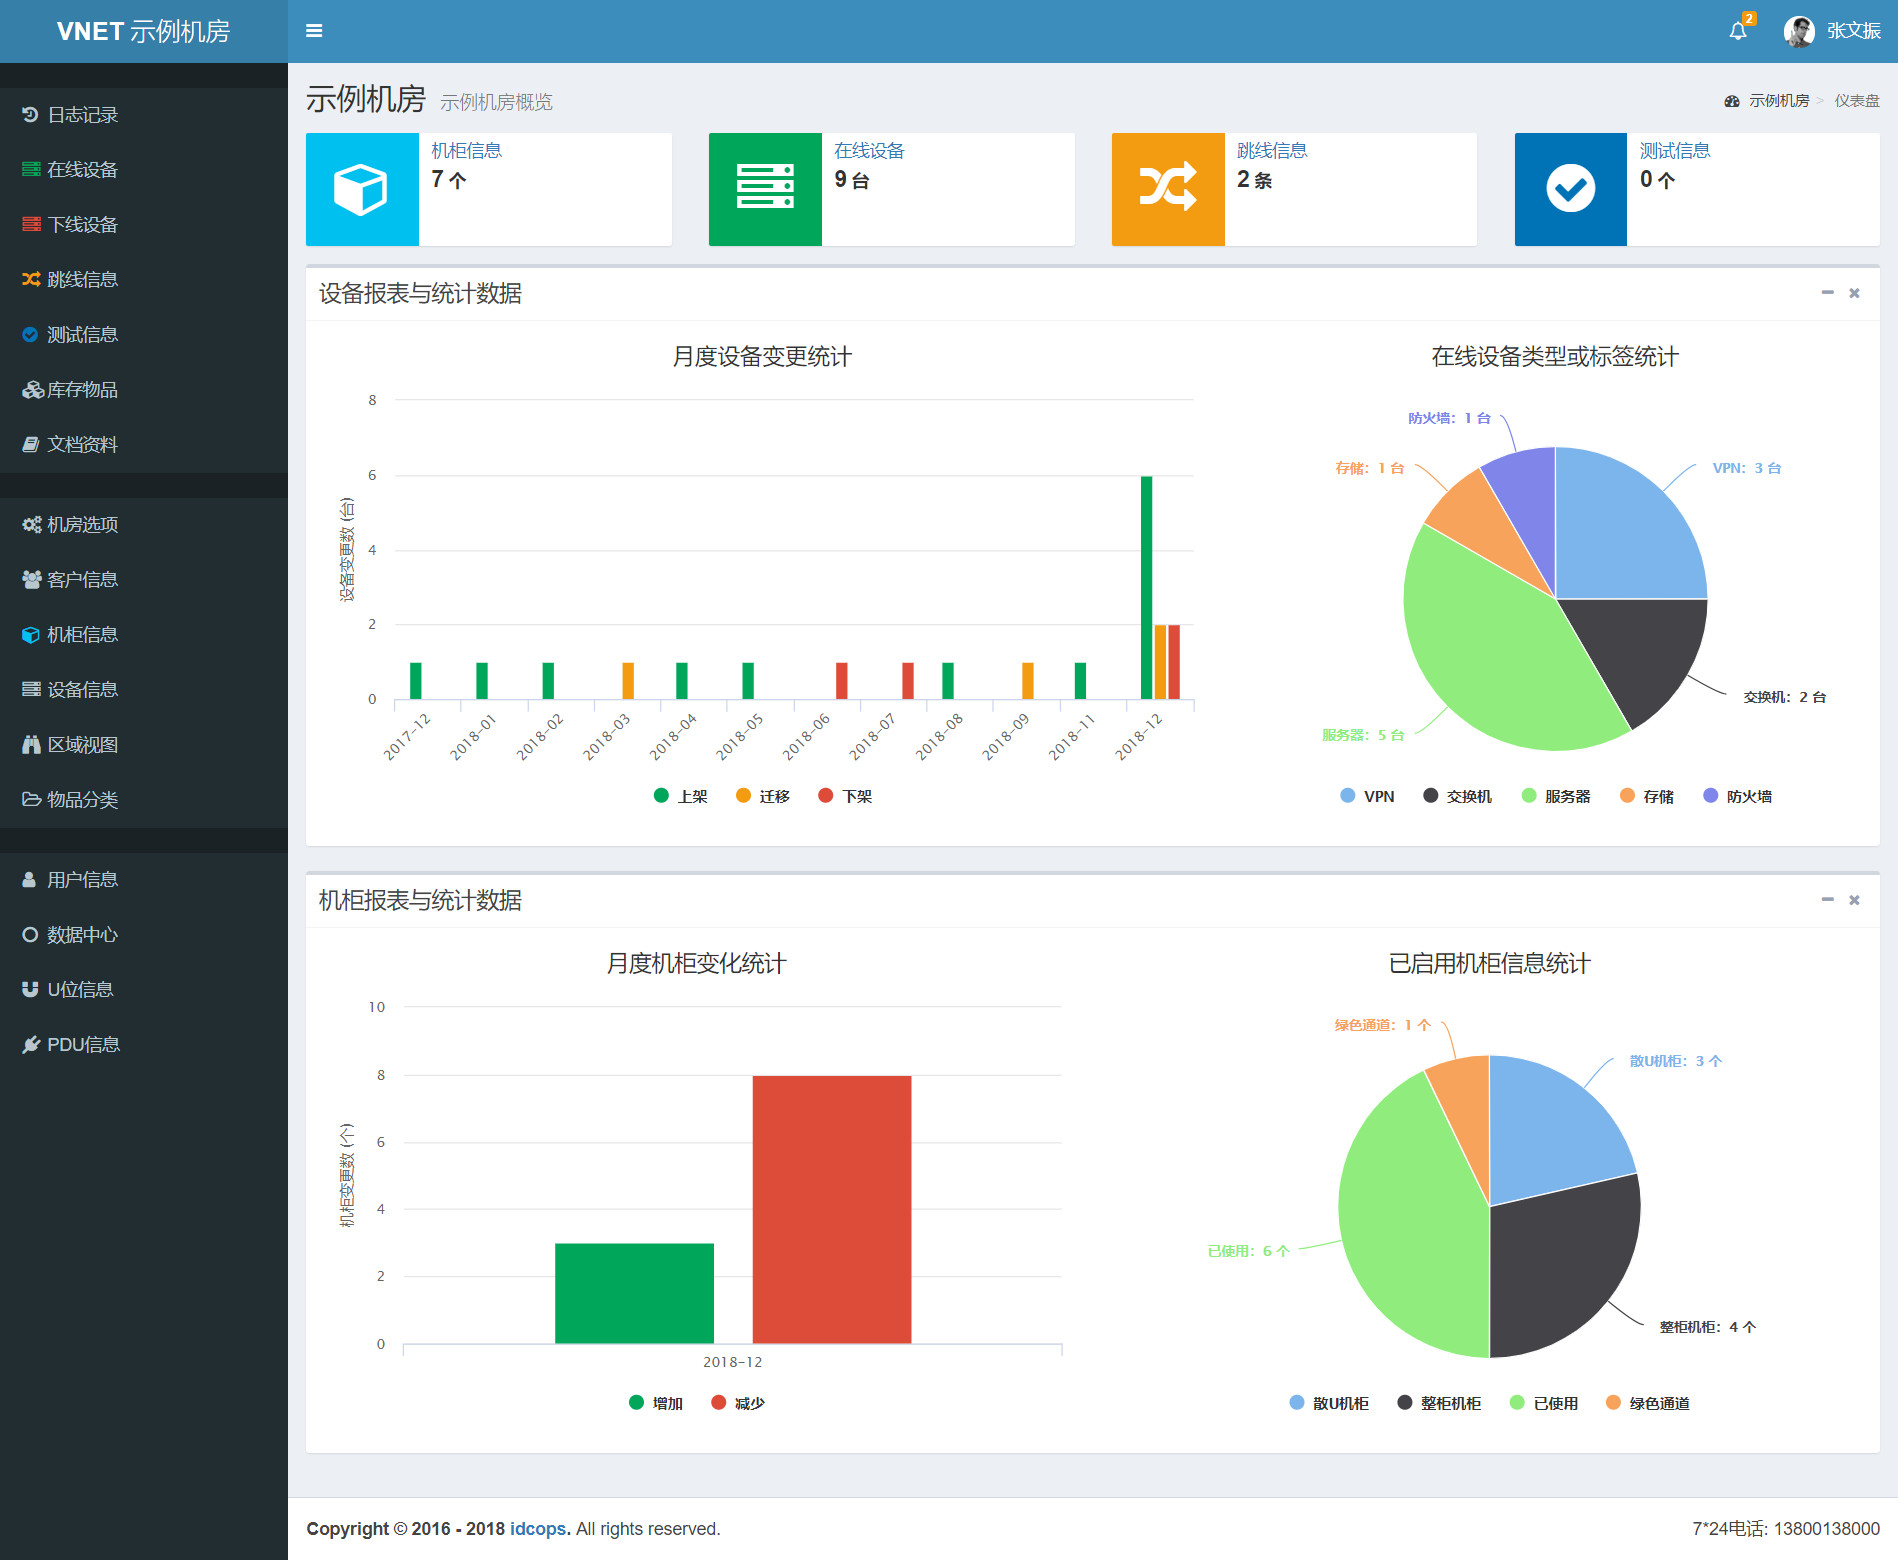 VNET 示例机房
2
张文振
日志记录
在线设备
下线设备
跳线信息
测试信息
库存物品
文档资料
机房选项
客户信息
机柜信息
设备信息
区域视图
物品分类
用户信息
数据中心
U位信息
PDU信息
示例机房 示例机房概览
示例机房 > 仪表盘
机柜信息
7 个
在线设备
9 台
跳线信息
2 条
测试信息
0 个
设备报表与统计数据
月度设备变更统计
设备变更数 (台)
8
6
4
2
0
2017-12
2018-01
2018-02
2018-03
2018-04
2018-05
2018-06
2018-07
2018-08
2018-09
2018-11
2018-12
上架 迁移 下架
在线设备类型或标签统计
防火墙: 1 台
存储: 1 台
VPN: 3 台
交换机: 2 台
服务器: 5 台
VPN 交换机 服务器 存储 防火墙
机柜报表与统计数据
月度机柜变化统计
机柜变更数 (个)
10
8
6
4
2
0
2018-12
增加 减少
已启用机柜信息统计
绿色通道: 1 个
散U机柜: 3 个
已使用: 6 个
整柜机柜: 4 个
散U机柜 整柜机柜 已使用 绿色通道
Copyright © 2016 - 2018 idcops. All rights reserved.
7*24电话: 13800138000